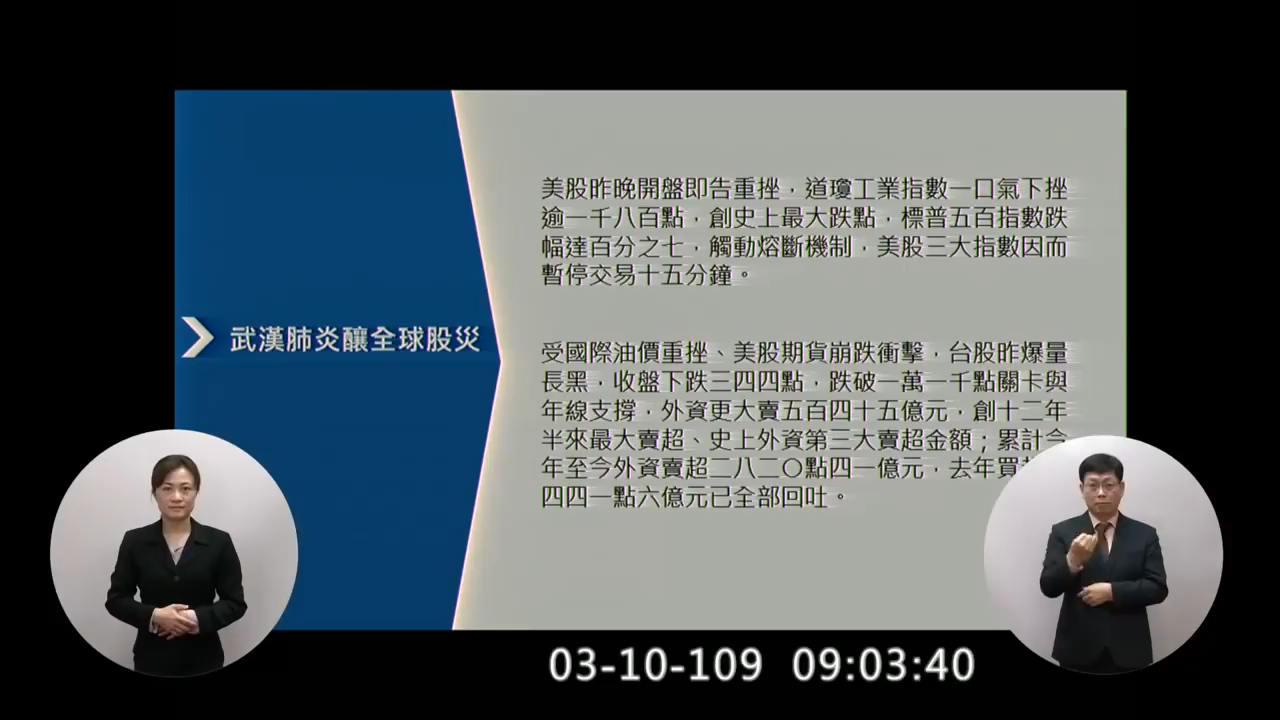 武漢肺炎釀全球股災
美股昨晚開盤即告重挫，道瓊工業指數一口氣下挫
逾一千八百點，創史上最大跌點，標普五百指數跌
幅達百分之七，觸動熔斷機制，美股三大指數因而
暫停交易十五分鐘。
受國際油價重挫、美股期貨崩跌衝擊，台股昨爆量
長黑，收盤下跌三四四點，跌破一萬一千點關卡與
年線支撐，外資更大賣五百四十五億元，創十二年
半來最大賣超、史上外資第三大賣超金額；累計今
年至今外資賣超二八二〇點四一億元，去年買
四四一點六億元已全部回吐。
03-10-109 09:03:40